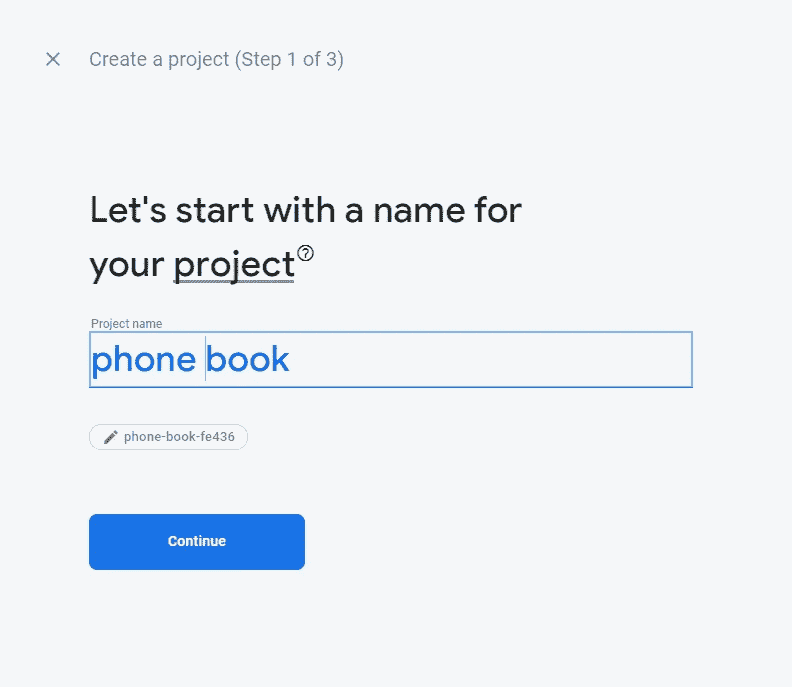 Create a project (Step 1 of 3)
Let's start with a name for
your project
Project name
phone book
phone-book-fe436
Continue